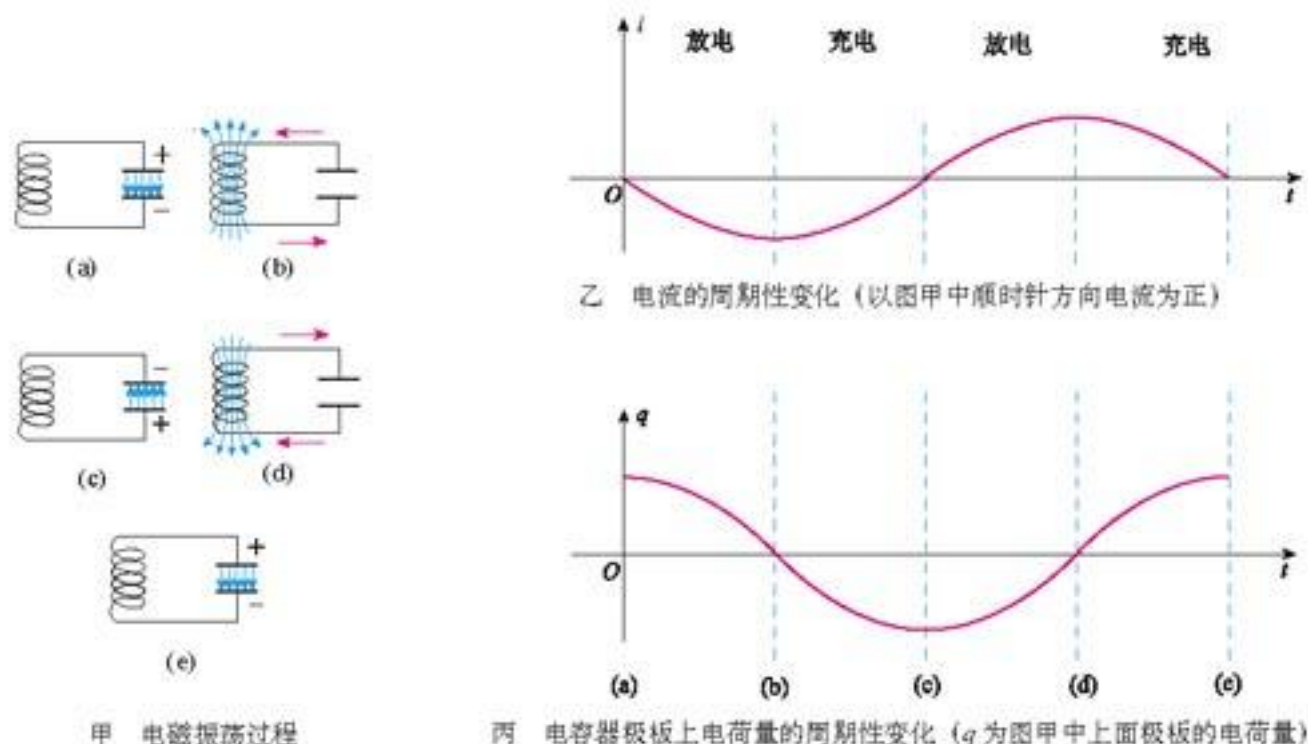 +
−
(a)
(b)
−
+
(c)
(d)
+
−
(e)
甲 电磁振荡过程
i
放电 充电 放电 充电
O
t
乙 电流的周期性变化 (以图甲中顺时针方向电流为正)
q
O
t
(a) (b) (c) (d) (e)
丙 电容器极板上电荷量的周期性变化 (q 为图甲中上面极板的电荷量)